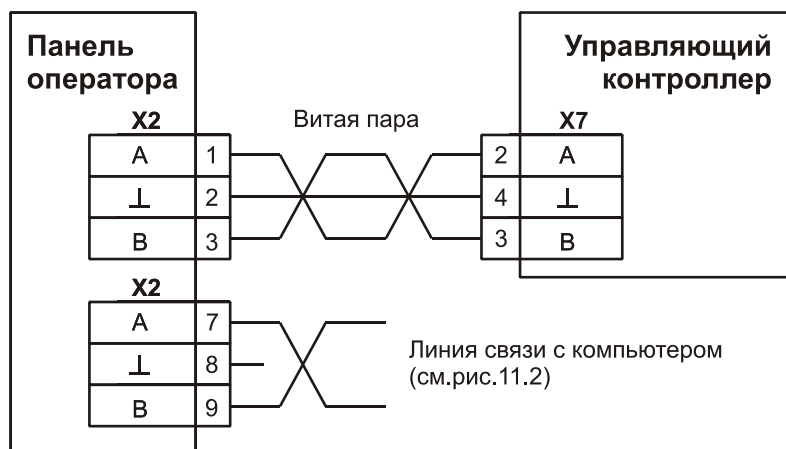 Панель
оператора
Управляющий
контроллер
X2
Витая пара
X7
A 1
2 A
⊥ 2
4 ⊥
B 3
3 B
X2
A 7
⊥ 8
B 9
Линия связи с компьютером
(см.рис.11.2)